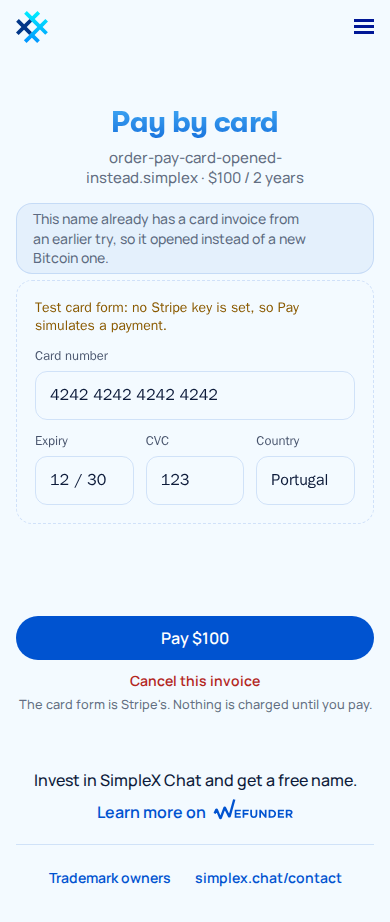 Pay by card
order-pay-card-opened-
instead.simplex · $100 / 2 years
This name already has a card invoice from
an earlier try, so it opened instead of a new
Bitcoin one.
Test card form: no Stripe key is set, so Pay
simulates a payment.
Card number
4242 4242 4242 4242
Expiry CVC Country
12 / 30 123 Portugal
Pay $100
Cancel this invoice
The card form is Stripe's. Nothing is charged until you pay.
Invest in SimpleX Chat and get a free name.
Learn more on WEFUNDER
Trademark owners simplex.chat/contact